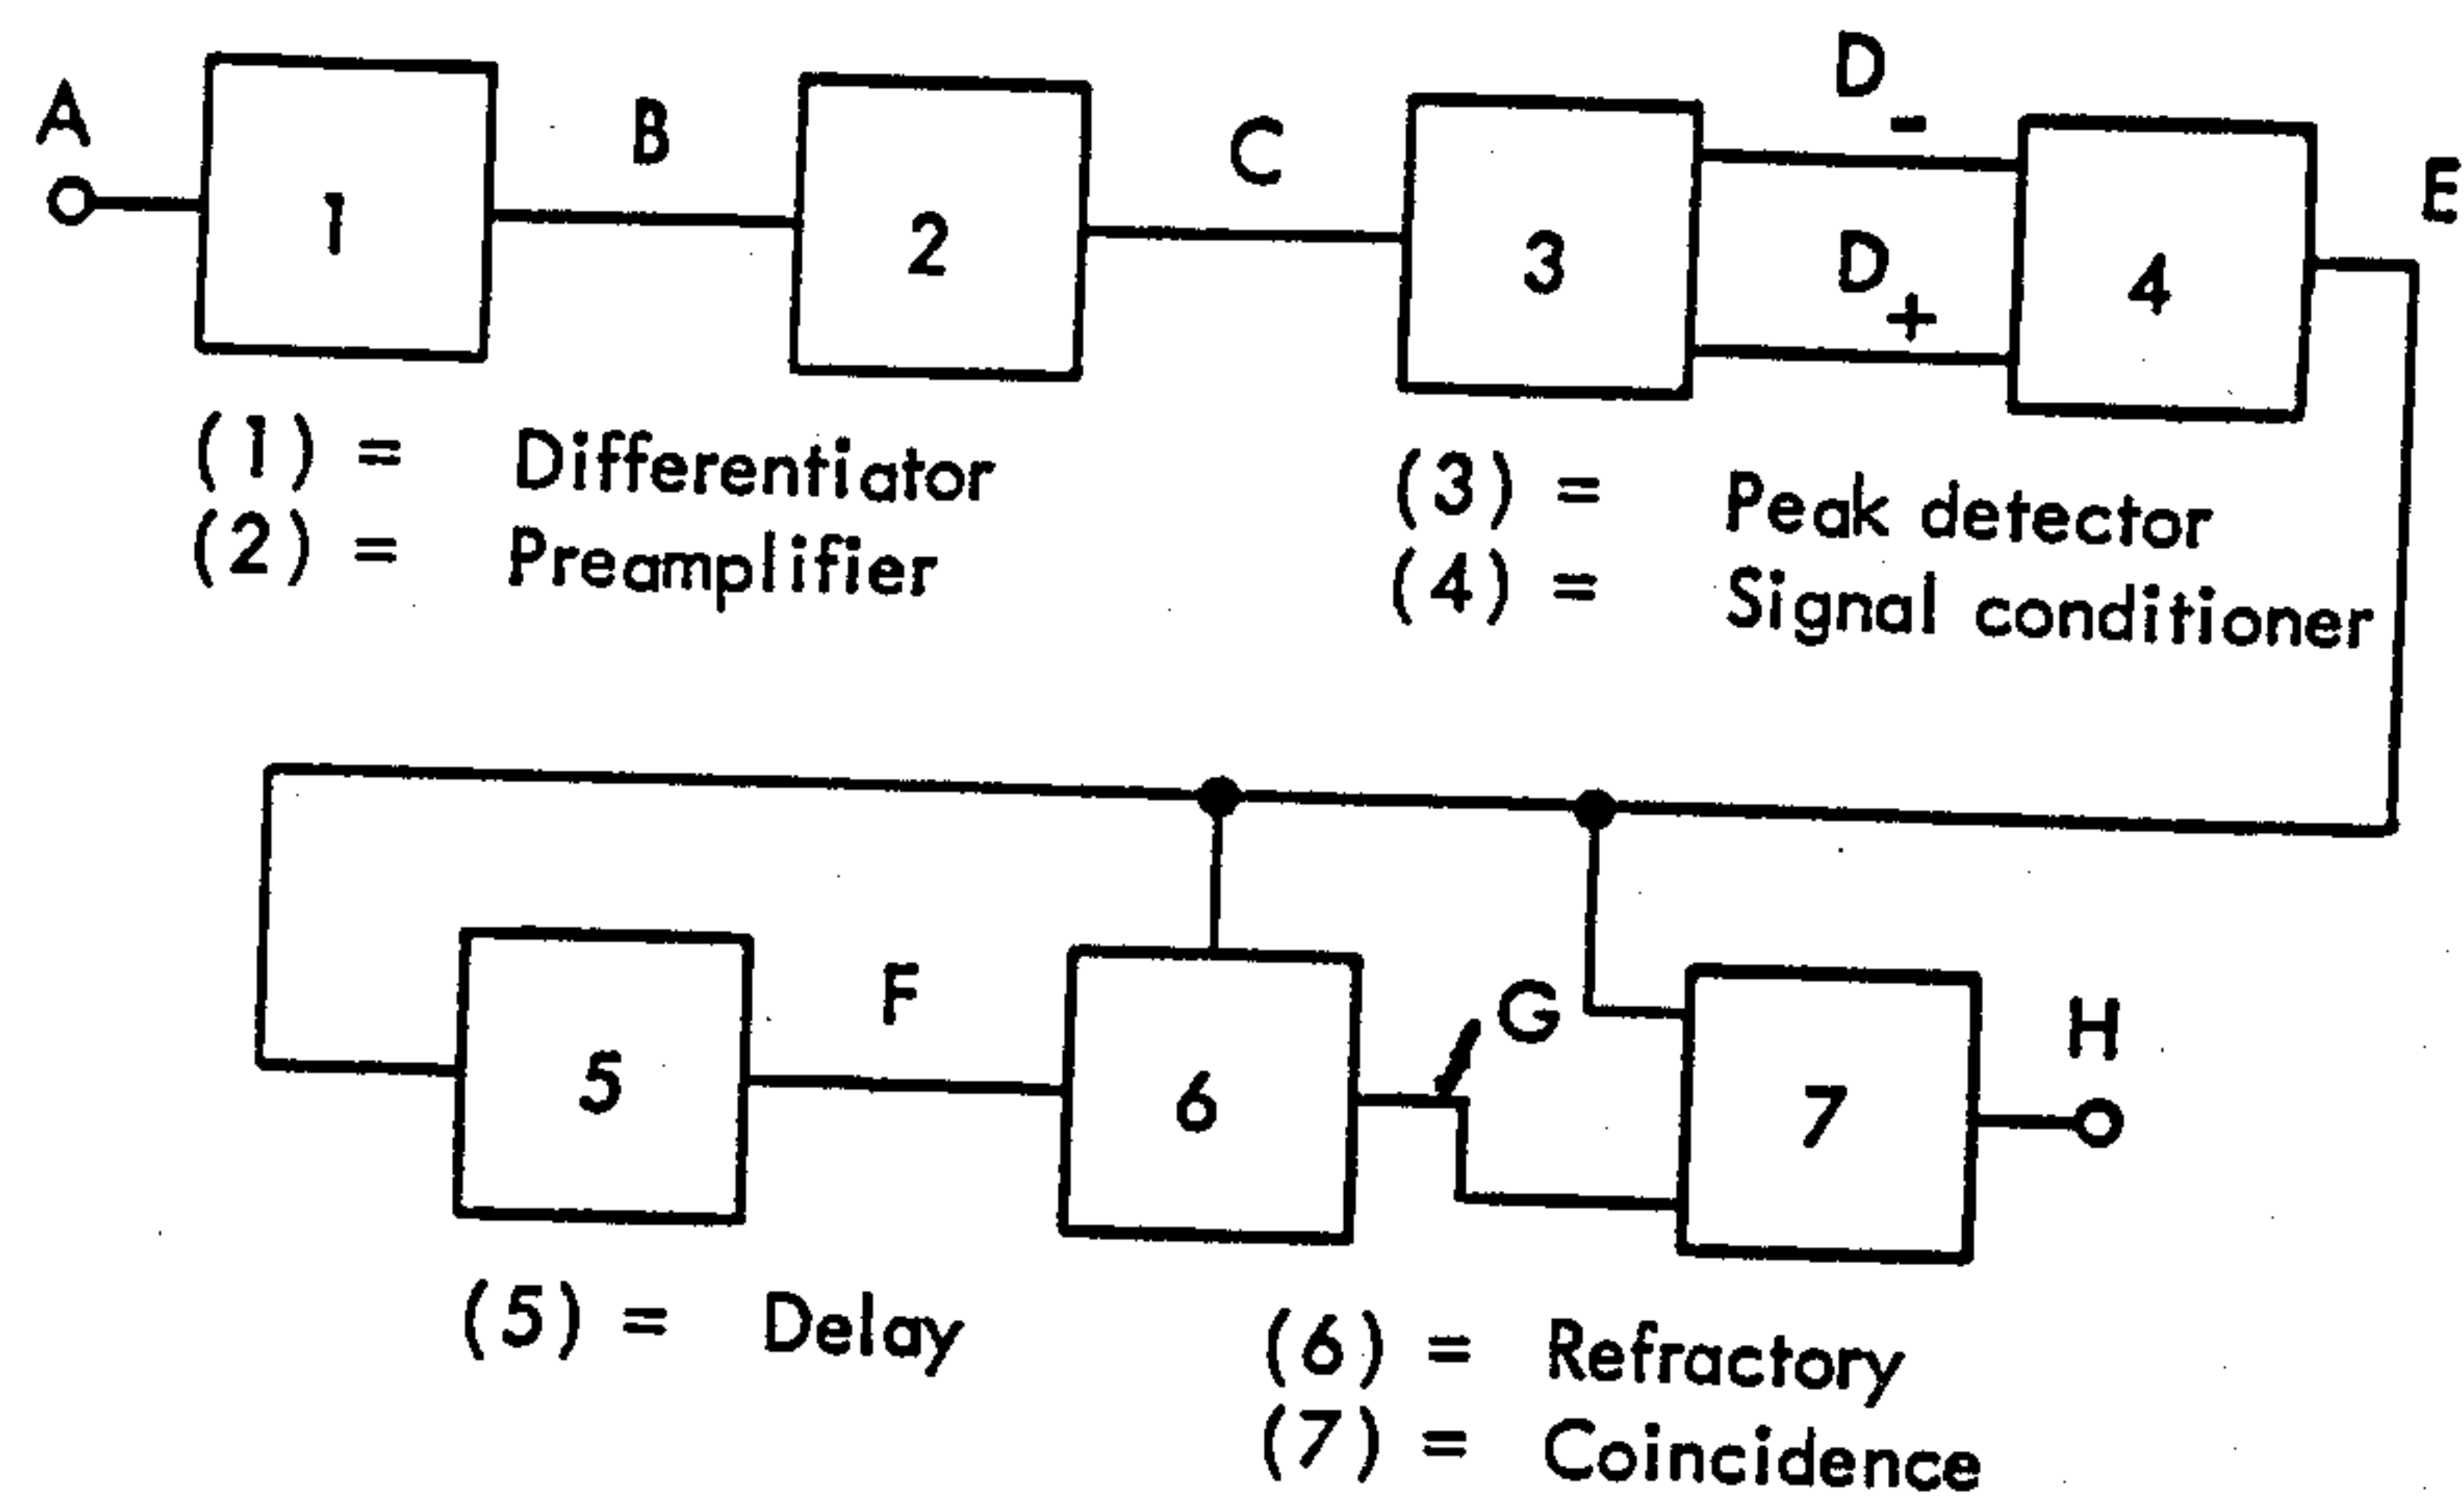 A
1
B
2
C
3
D -
D +
4
E
(1) = Differentiator
(2) = Preamplifier
(3) = Peak detector
(4) = Signal conditioner
5
F
6
G
7
H
(5) = Delay
(6) = Refractory
(7) = Coincidence